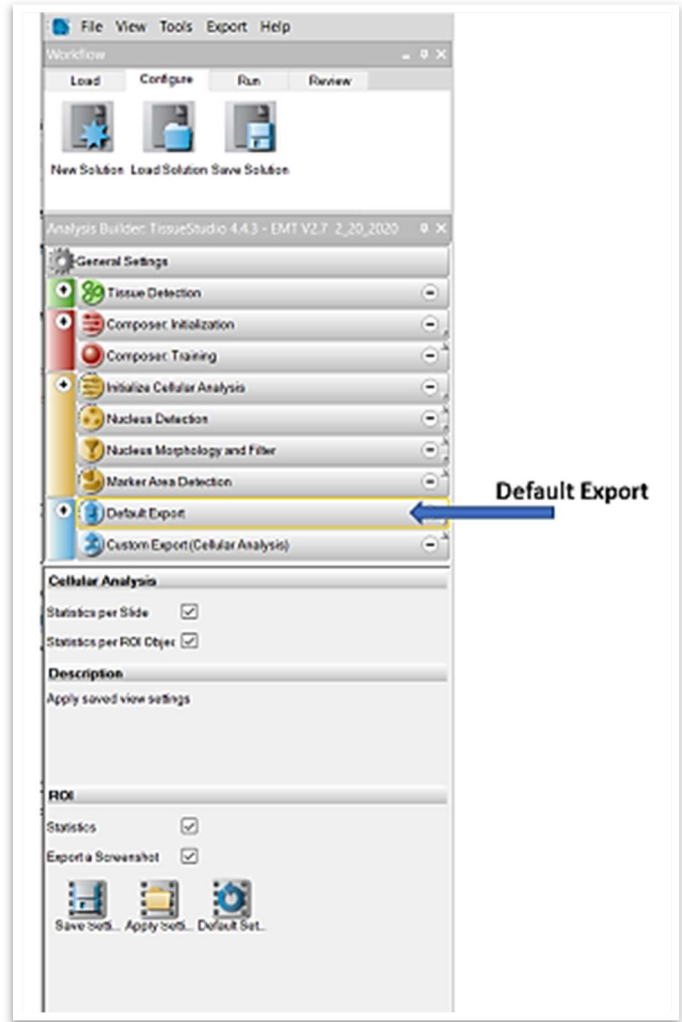 File View Tools Export Help
Workflow
Load Configure Run Review
New Solution Load Solution Save Solution
Analysis Builder: TissueStudio 4.4.3 - EMT V2.7 2_20_2020
General Settings
Tissue Detection
Composer: Initialization
Composer: Training
Initialize Cellular Analysis
Nucleus Detection
Nucleus Morphology and Filter
Marker Area Detection
Default Export
Default Export
Custom Export (Cellular Analysis)
Cellular Analysis
Statistics per Slide
Statistics per ROI Objec
Description
Apply saved view settings
ROI
Statistics
Export a Screenshot
Save Setti... Apply Setti... Default Set...